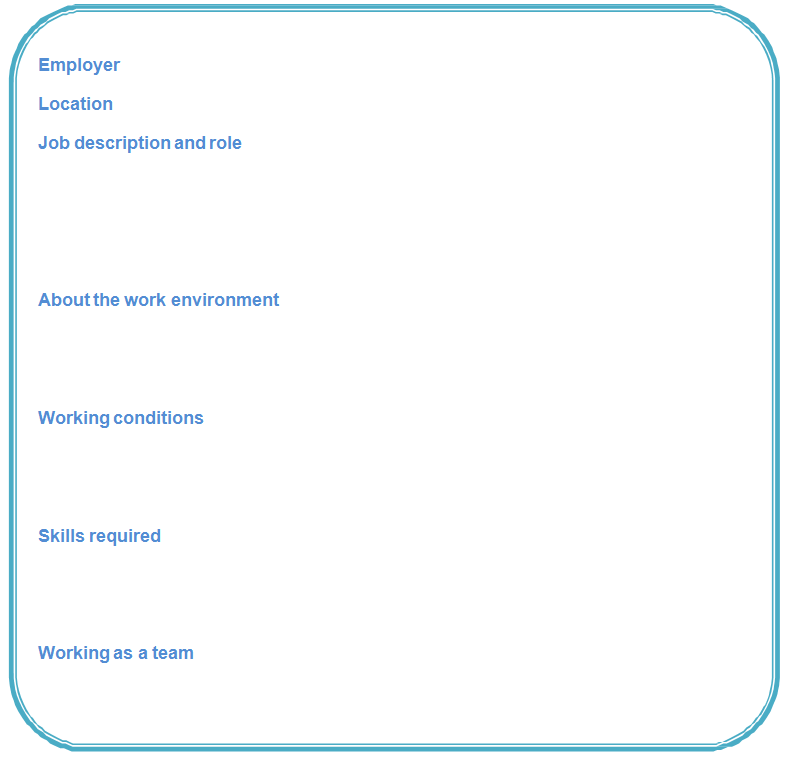 Employer
Location
Job description and role
About the work environment
Working conditions
Skills required
Working as a team